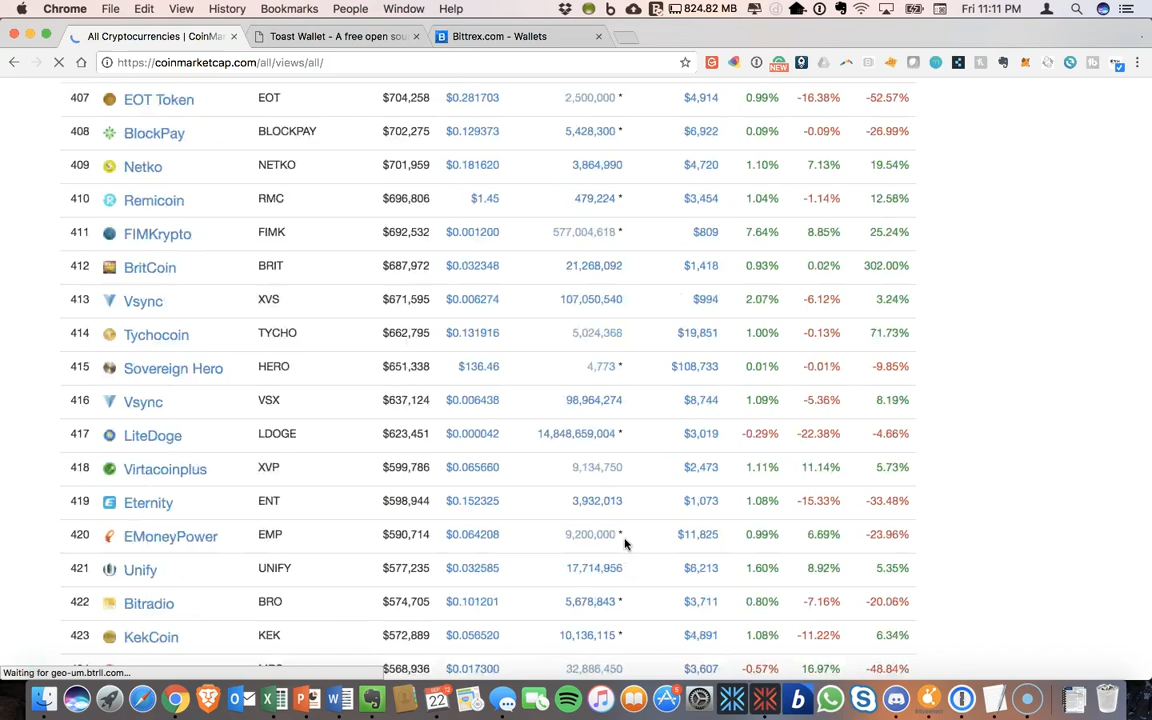 Chrome File Edit View History Bookmarks People Window Help 824.82 MB Fri 11:11 PM
All Cryptocurrencies | CoinMar × Toast Wallet - A free open sou × Bittrex.com - Wallets ×
https://coinmarketcap.com/all/views/all/
NEW
407 EOT Token EOT $704,258 $0.281703 2,500,000 * $4,914 0.99% -16.38% -52.57%
408 BlockPay BLOCKPAY $702,275 $0.129373 5,428,300 * $6,922 0.09% -0.09% -26.99%
409 Netko NETKO $701,959 $0.181620 3,864,990 $4,720 1.10% 7.13% 19.54%
410 Remicoin RMC $696,806 $1.45 479,224 * $3,454 1.04% -1.14% 12.58%
411 FIMKrypto FIMK $692,532 $0.001200 577,004,618 * $809 7.64% 8.85% 25.24%
412 BritCoin BRIT $687,972 $0.032348 21,268,092 $1,418 0.93% 0.02% 302.00%
413 Vsync XVS $671,595 $0.006274 107,050,540 $994 2.07% -6.12% 3.24%
414 Tychocoin TYCHO $662,795 $0.131916 5,024,368 $19,851 1.00% -0.13% 71.73%
415 Sovereign Hero HERO $651,338 $136.46 4,773 * $108,733 0.01% -0.01% -9.85%
416 Vsync VSX $637,124 $0.006438 98,964,274 $8,744 1.09% -5.36% 8.19%
417 LiteDoge LDOGE $623,451 $0.000042 14,848,659,004 * $3,019 -0.29% -22.38% -4.66%
418 Virtacoinplus XVP $599,786 $0.065660 9,134,750 $2,473 1.11% 11.14% 5.73%
419 Eternity ENT $598,944 $0.152325 3,932,013 $1,073 1.08% -15.33% -33.48%
420 EMoneyPower EMP $590,714 $0.064208 9,200,000 * $11,825 0.99% 6.69% -23.96%
421 Unify UNIFY $577,235 $0.032585 17,714,956 $6,213 1.60% 8.92% 5.35%
422 Bitradio BRO $574,705 $0.101201 5,678,843 * $3,711 0.80% -7.16% -20.06%
423 KekCoin KEK $572,889 $0.056520 10,136,115 * $4,891 1.08% -11.22% 6.34%
$568,936 $0.017300 32,886,450 $3,607 -0.57% 16.97% -48.84%
Waiting for geo-um.btrll.com...
22